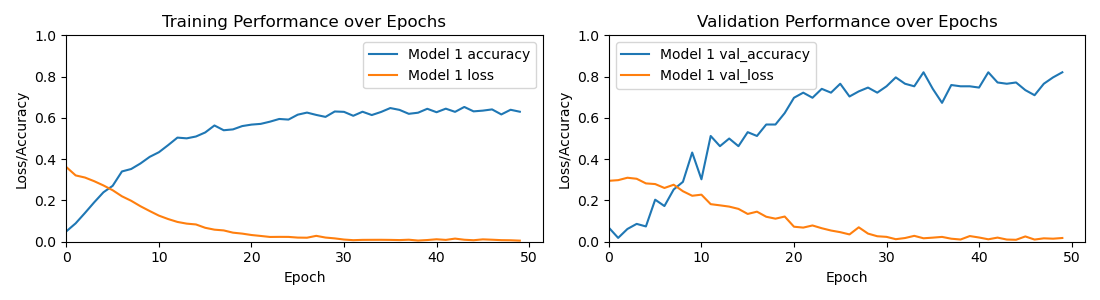 Training Performance over Epochs
Loss/Accuracy
1.0
0.8
0.6
0.4
0.2
0.0
Model 1 accuracy
Model 1 loss
0 10 20 30 40 50
Epoch
Validation Performance over Epochs
Loss/Accuracy
1.0
0.8
0.6
0.4
0.2
0.0
Model 1 val_accuracy
Model 1 val_loss
0 10 20 30 40 50
Epoch